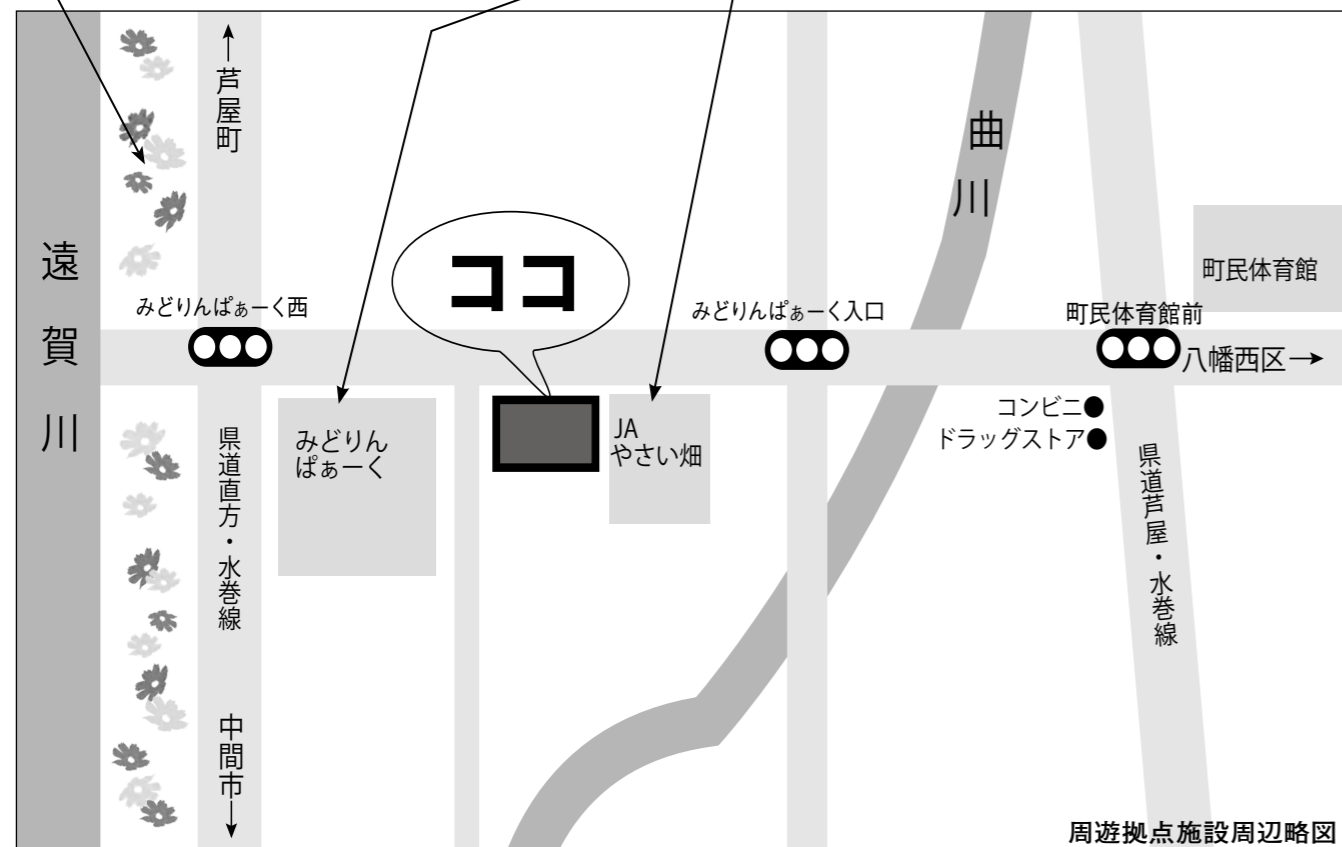 ←芦屋町
遠賀川
曲川
ココ
町民体育館
みどりんぱぁーく西
みどりんぱぁーく入口
町民体育館前
八幡西区→
コンビニ●
ドラッグストア●
みどりん
ぱぁーく
JA
やさい畑
県道直方・水巻線
県道芦屋・水巻線
中間市→
周遊拠点施設周辺略図